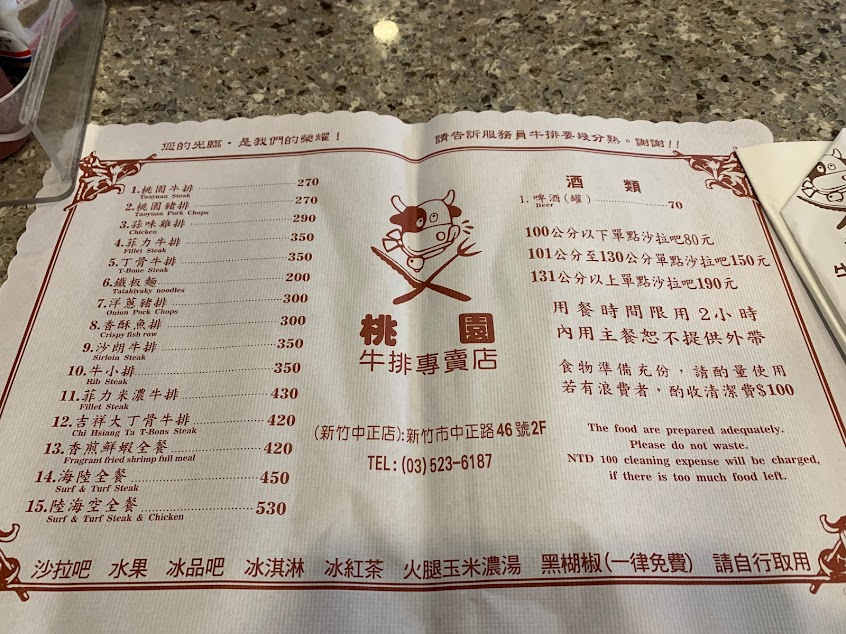 您的光臨，是我們的榮耀！
請告訴服務員牛排要幾分熟。謝謝!!
1.桃園牛排 270
Taoyuan Steak
2.桃園豬排 270
Taoyuan Pork Chops
3.蒜味雞排 290
Chicken
4.菲力牛排 350
Fillet Steak
5.丁骨牛排 350
T-Bone Steak
6.鐵板麵 200
Tatakiyaky noodles
7.洋蔥豬排 300
Onion Pork Chops
8.香酥魚排 300
Crispy fish row
9.沙朗牛排 350
Sirloin Steak
10.牛小排 350
Rib Steak
11.菲力米濃牛排 430
Fillet Steak
12.吉祥大丁骨牛排 420
Chi Hsiang Ta T-Bons Steak
13.香煎鮮蝦全餐 420
Fragrant fried shrimp full meal
14.海陸全餐 450
Surf & Turf Steak
15.陸海空全餐 530
Surf & Turf Steak & Chicken
桃園
牛排專賣店
(新竹中正店):新竹市中正路46號2F
TEL:(03)523-6187
酒類
1. 啤酒(罐) 70
Beer
100公分以下單點沙拉吧80元
101公分至130公分單點沙拉吧150元
131公分以上單點沙拉吧190元
用餐時間限用2小時
內用主餐恕不提供外帶
食物準備充份，請酌量使用
若有浪費者，酌收清潔費$100
The food are prepared adequately.
Please do not waste.
NTD 100 cleaning expense will be charged,
if there is too much food left.
沙拉吧 水果 冰品吧 冰淇淋 冰紅茶 火腿玉米濃湯 黑糊椒(一律免費) 請自行取用